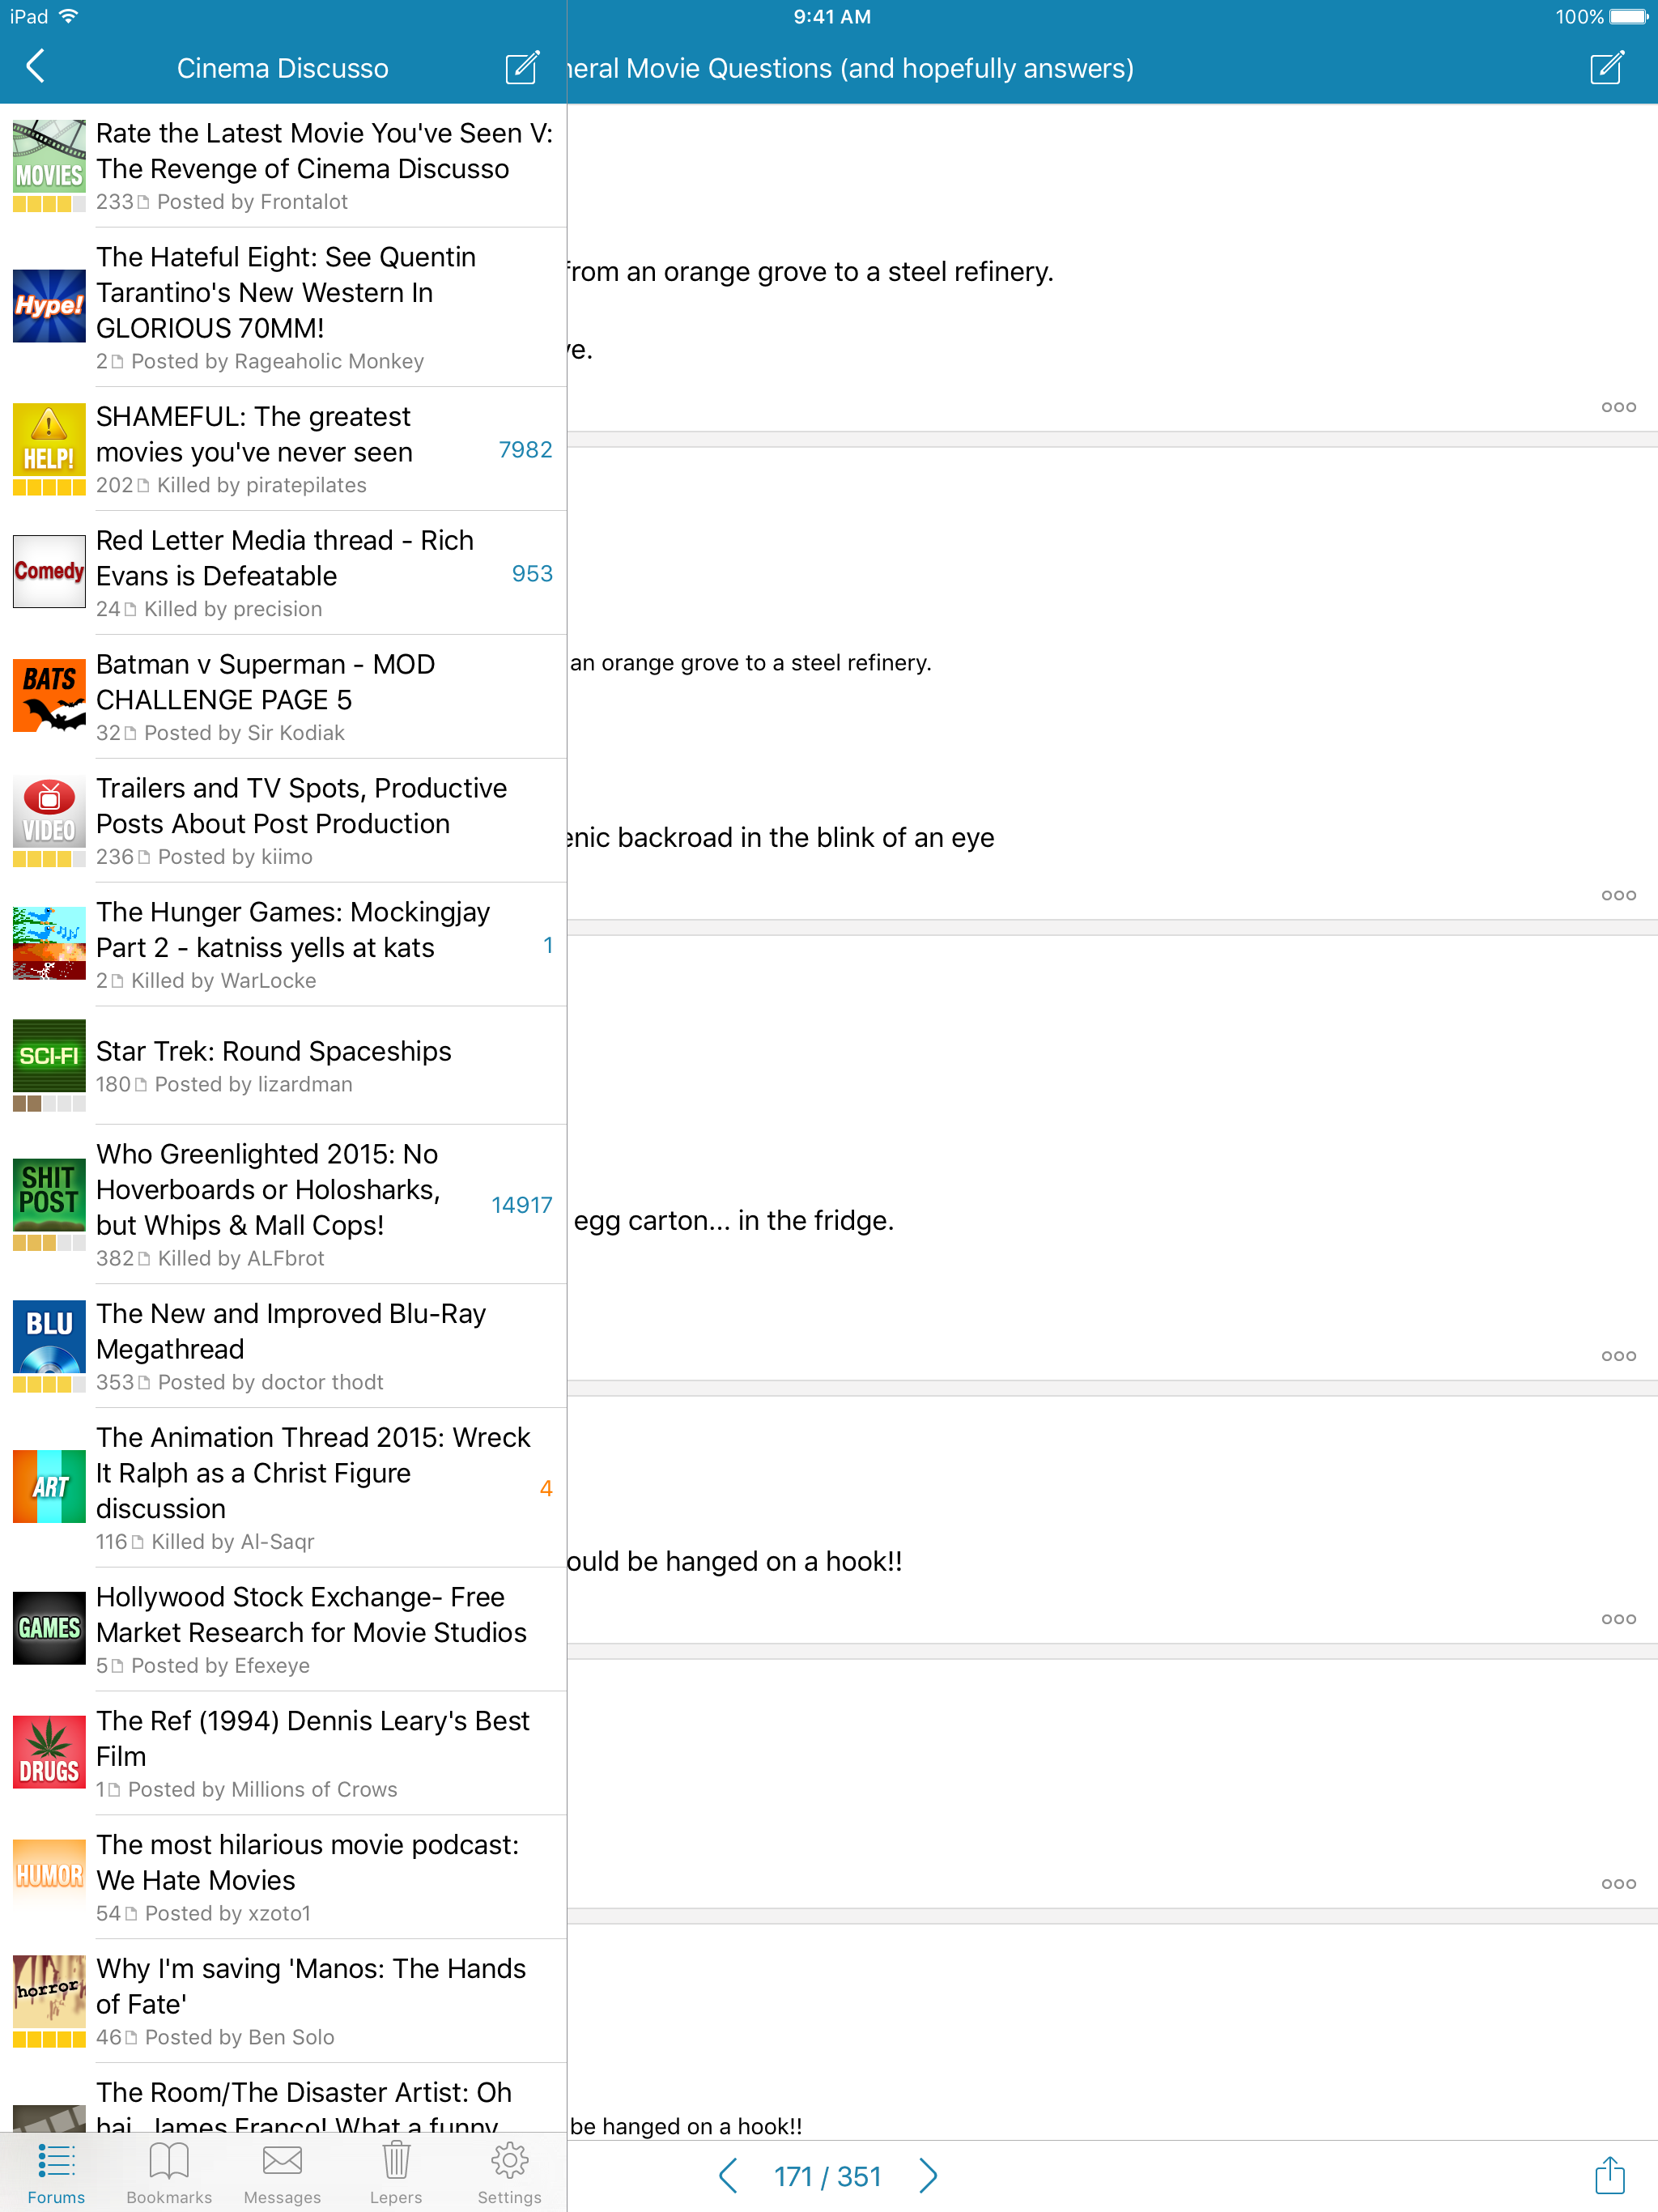 iPad
9:41 AM
100%
Cinema Discusso
neral Movie Questions (and hopefully answers)
MOVIES
Rate the Latest Movie You've Seen V:
The Revenge of Cinema Discusso
233 Posted by Frontalot
Hype!
The Hateful Eight: See Quentin
Tarantino's New Western In
GLORIOUS 70MM!
2 Posted by Rageaholic Monkey
HELP!
SHAMEFUL: The greatest
movies you've never seen
7982
202 Killed by piratepilates
Comedy
Red Letter Media thread - Rich
Evans is Defeatable
953
24 Killed by precision
BATS
Batman v Superman - MOD
CHALLENGE PAGE 5
32 Posted by Sir Kodiak
VIDEO
Trailers and TV Spots, Productive
Posts About Post Production
236 Posted by kiimo
The Hunger Games: Mockingjay
Part 2 - katniss yells at kats
1
2 Killed by WarLocke
SCI-FI
Star Trek: Round Spaceships
180 Posted by lizardman
SHIT
POST
Who Greenlighted 2015: No
Hoverboards or Holosharks,
but Whips & Mall Cops!
14917
382 Killed by ALFbrot
BLU
The New and Improved Blu-Ray
Megathread
353 Posted by doctor thodt
ART
The Animation Thread 2015: Wreck
It Ralph as a Christ Figure
discussion
4
116 Killed by Al-Saqr
GAMES
Hollywood Stock Exchange- Free
Market Research for Movie Studios
5 Posted by Efexeye
DRUGS
The Ref (1994) Dennis Leary's Best
Film
1 Posted by Millions of Crows
HUMOR
The most hilarious movie podcast:
We Hate Movies
54 Posted by xzoto1
horror
Why I'm saving 'Manos: The Hands
of Fate'
46 Posted by Ben Solo
The Room/The Disaster Artist: Oh
hai, James Franco! What a funny
Forums
Bookmarks
Messages
Lepers
Settings
from an orange grove to a steel refinery.
ve.
an orange grove to a steel refinery.
enic backroad in the blink of an eye
egg carton... in the fridge.
ould be hanged on a hook!!
be hanged on a hook!!
171 / 351